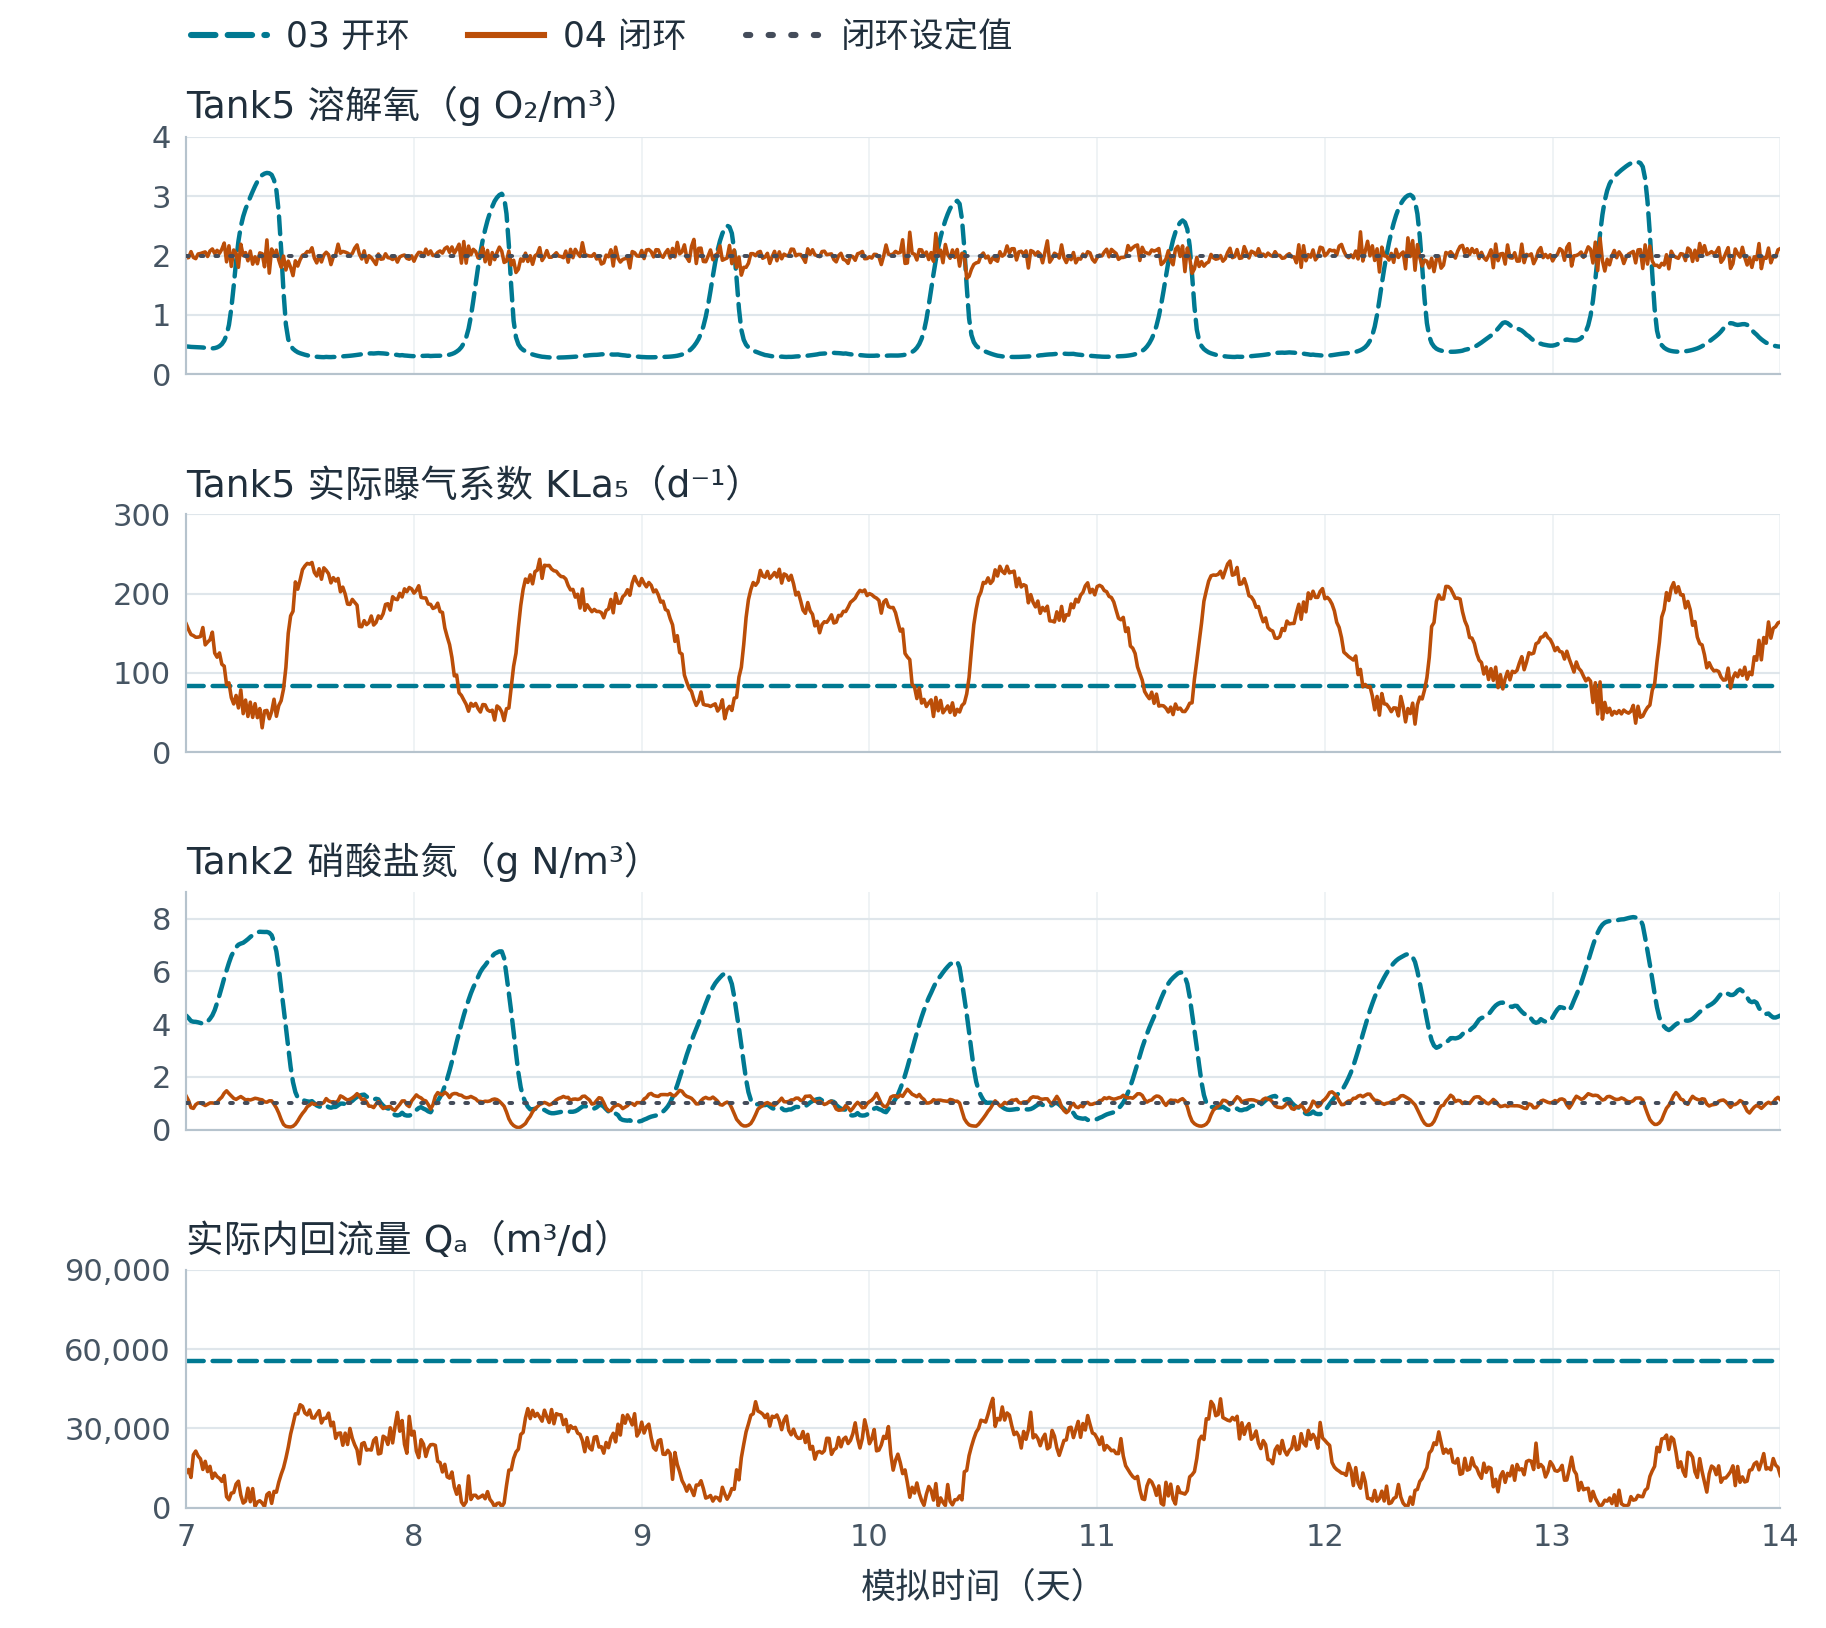 03 开环 04 闭环 闭环设定值
Tank5 溶解氧（g O₂/m³）
4
3
2
1
0
Tank5 实际曝气系数 KLa₅（d⁻¹）
300
200
100
0
Tank2 硝酸盐氮（g N/m³）
8
6
4
2
0
实际内回流量 Qₐ（m³/d）
90,000
60,000
30,000
0
7 8 9 10 11 12 13 14
模拟时间（天）